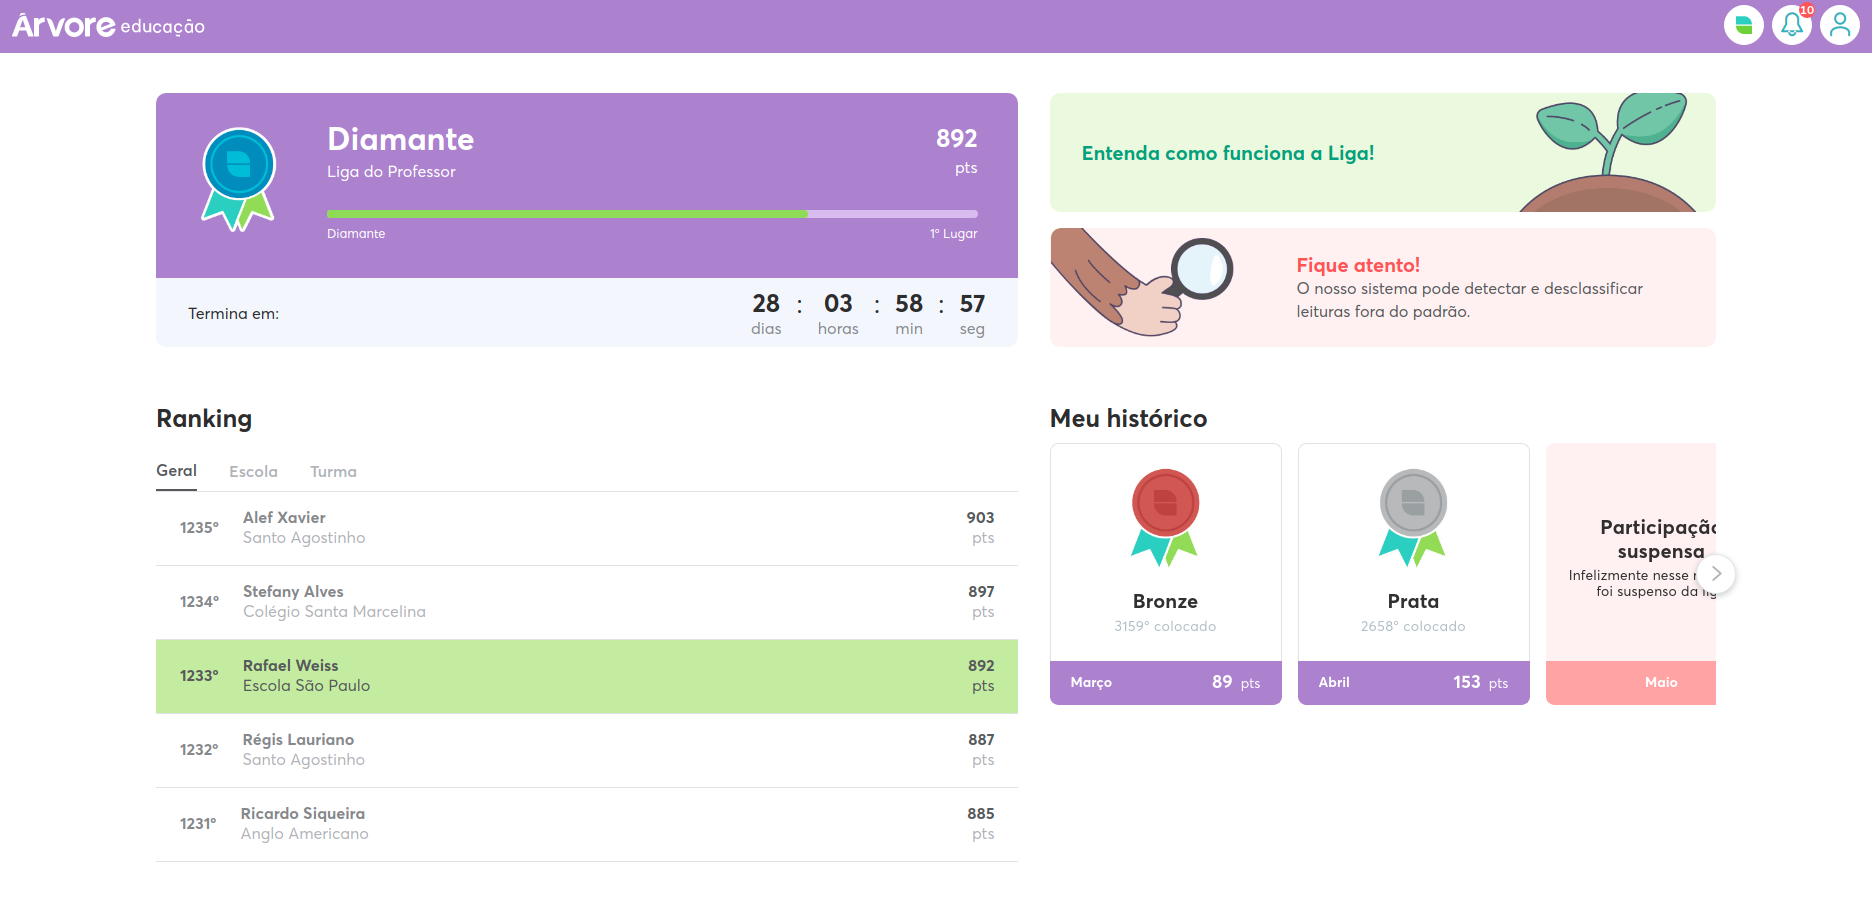 Árvore educação
10
Diamante
892
Liga do Professor
pts
Diamante
1º Lugar
Termina em:
28 : 03 : 58 : 57
dias horas min seg
Entenda como funciona a Liga!
Fique atento!
O nosso sistema pode detectar e desclassificar
leituras fora do padrão.
Ranking
Geral Escola Turma
1235º
Alef Xavier
Santo Agostinho
903
pts
1234º
Stefany Alves
Colégio Santa Marcelina
897
pts
1233º
Rafael Weiss
Escola São Paulo
892
pts
1232º
Régis Lauriano
Santo Agostinho
887
pts
1231º
Ricardo Siqueira
Anglo Americano
885
pts
Meu histórico
Bronze
3159º colocado
Março 89 pts
Prata
2658º colocado
Abril 153 pts
Participação
suspensa
Infelizmente nesse
foi suspenso da
Maio